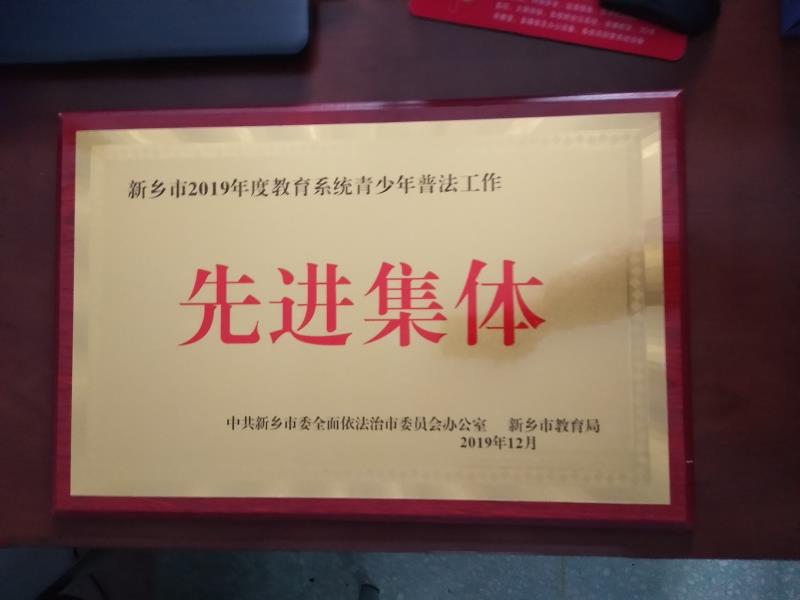 新乡市2019年度教育系统青少年普法工作
先进集体
中共新乡市委全面依法治市委员会办公室 新乡市教育局
2019年12月